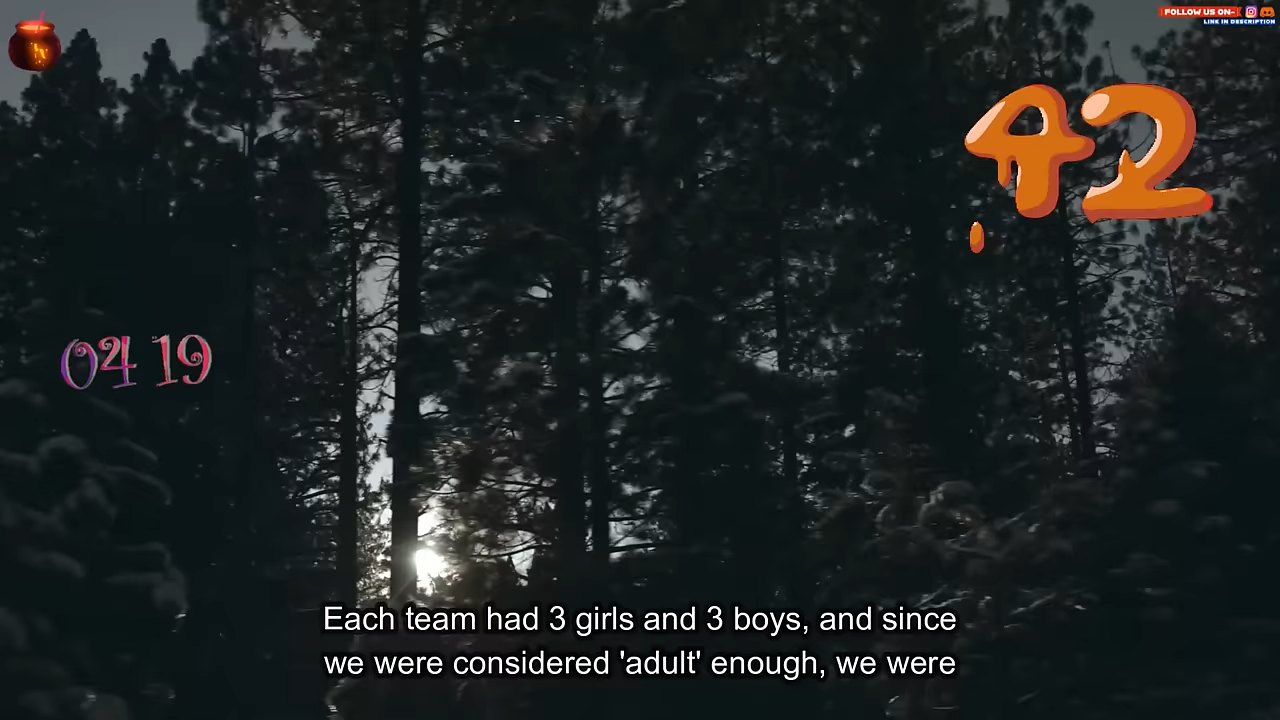 FOLLOW US ON-
LINK IN DESCRIPTION
42
04 19
Each team had 3 girls and 3 boys, and since
we were considered 'adult' enough, we were